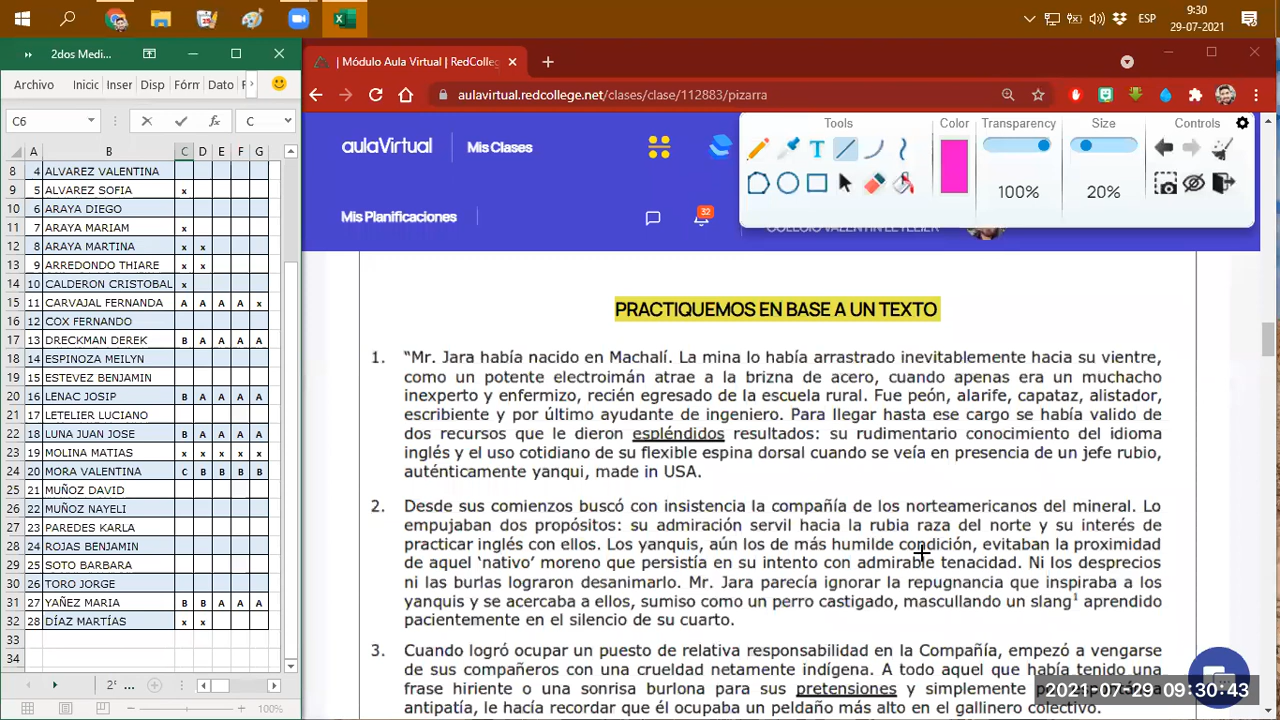 9:30
ESP
29-07-2021
2dos Medi...
Archivo Inicio Inser Disp Fórm Dato
C6 C
A B C D E F G
8 4 ALVAREZ VALENTINA
9 5 ALVAREZ SOFIA x
10 6 ARAYA DIEGO
11 7 ARAYA MARIAM x
12 8 ARAYA MARTINA x x
13 9 ARREDONDO THIARE x x
14 10 CALDERON CRISTOBAL x
15 11 CARVAJAL FERNANDA A A A A x
16 12 COX FERNANDO
17 13 DRECKMAN DEREK B A A A A
18 14 ESPINOZA MEILYN
19 15 ESTEVEZ BENJAMIN
20 16 LENAC JOSIP B A A A A
21 17 LETELIER LUCIANO
22 18 LUNA JUAN JOSE B A A A A
23 19 MOLINA MATIAS x x x x x
24 20 MORA VALENTINA C B B B B
25 21 MUÑOZ DAVID
26 22 MUÑOZ NAYELI
27 23 PAREDES KARLA
28 24 ROJAS BENJAMIN
29 25 SOTO BARBARA
30 26 TORO JORGE
31 27 YAÑEZ MARIA B B A A A
32 28 DÍAZ MARTÍAS x x
33
34
2° ...
100%
| Módulo Aula Virtual | RedColleg
aulavirtual.redcollege.net/clases/clase/112883/pizarra
aulaVirtual Mis Clases
Mis Planificaciones
32
COLEGIO VALENTIN LETELIER
Tools Color Transparency Size Controls
100% 20%
PRACTIQUEMOS EN BASE A UN TEXTO
1. “Mr. Jara había nacido en Machalí. La mina lo había arrastrado inevitablemente hacia su vientre,
como un potente electroimán atrae a la brizna de acero, cuando apenas era un muchacho
inexperto y enfermizo, recién egresado de la escuela rural. Fue peón, alarife, capataz, alistador,
escribiente y por último ayudante de ingeniero. Para llegar hasta ese cargo se había valido de
dos recursos que le dieron espléndidos resultados: su rudimentario conocimiento del idioma
inglés y el uso cotidiano de su flexible espina dorsal cuando se veía en presencia de un jefe rubio,
auténticamente yanqui, made in USA.
2. Desde sus comienzos buscó con insistencia la compañía de los norteamericanos del mineral. Lo
empujaban dos propósitos: su admiración servil hacia la rubia raza del norte y su interés de
practicar inglés con ellos. Los yanquis, aún los de más humilde condición, evitaban la proximidad
de aquel ‘nativo’ moreno que persistía en su intento con admirable tenacidad. Ni los desprecios
ni las burlas lograron desanimarlo. Mr. Jara parecía ignorar la repugnancia que inspiraba a los
yanquis y se acercaba a ellos, sumiso como un perro castigado, mascullando un slang¹ aprendido
pacientemente en el silencio de su cuarto.
3. Cuando logró ocupar un puesto de relativa responsabilidad en la Compañía, empezó a vengarse
de sus compañeros con una crueldad netamente indígena. A todo aquel que había tenido una
frase hiriente o una sonrisa burlona para sus pretensiones y simplemente
antipatía, le hacía recordar que él ocupaba un peldaño más alto en el gallinero colectivo.
2021-07-29 09:30:43